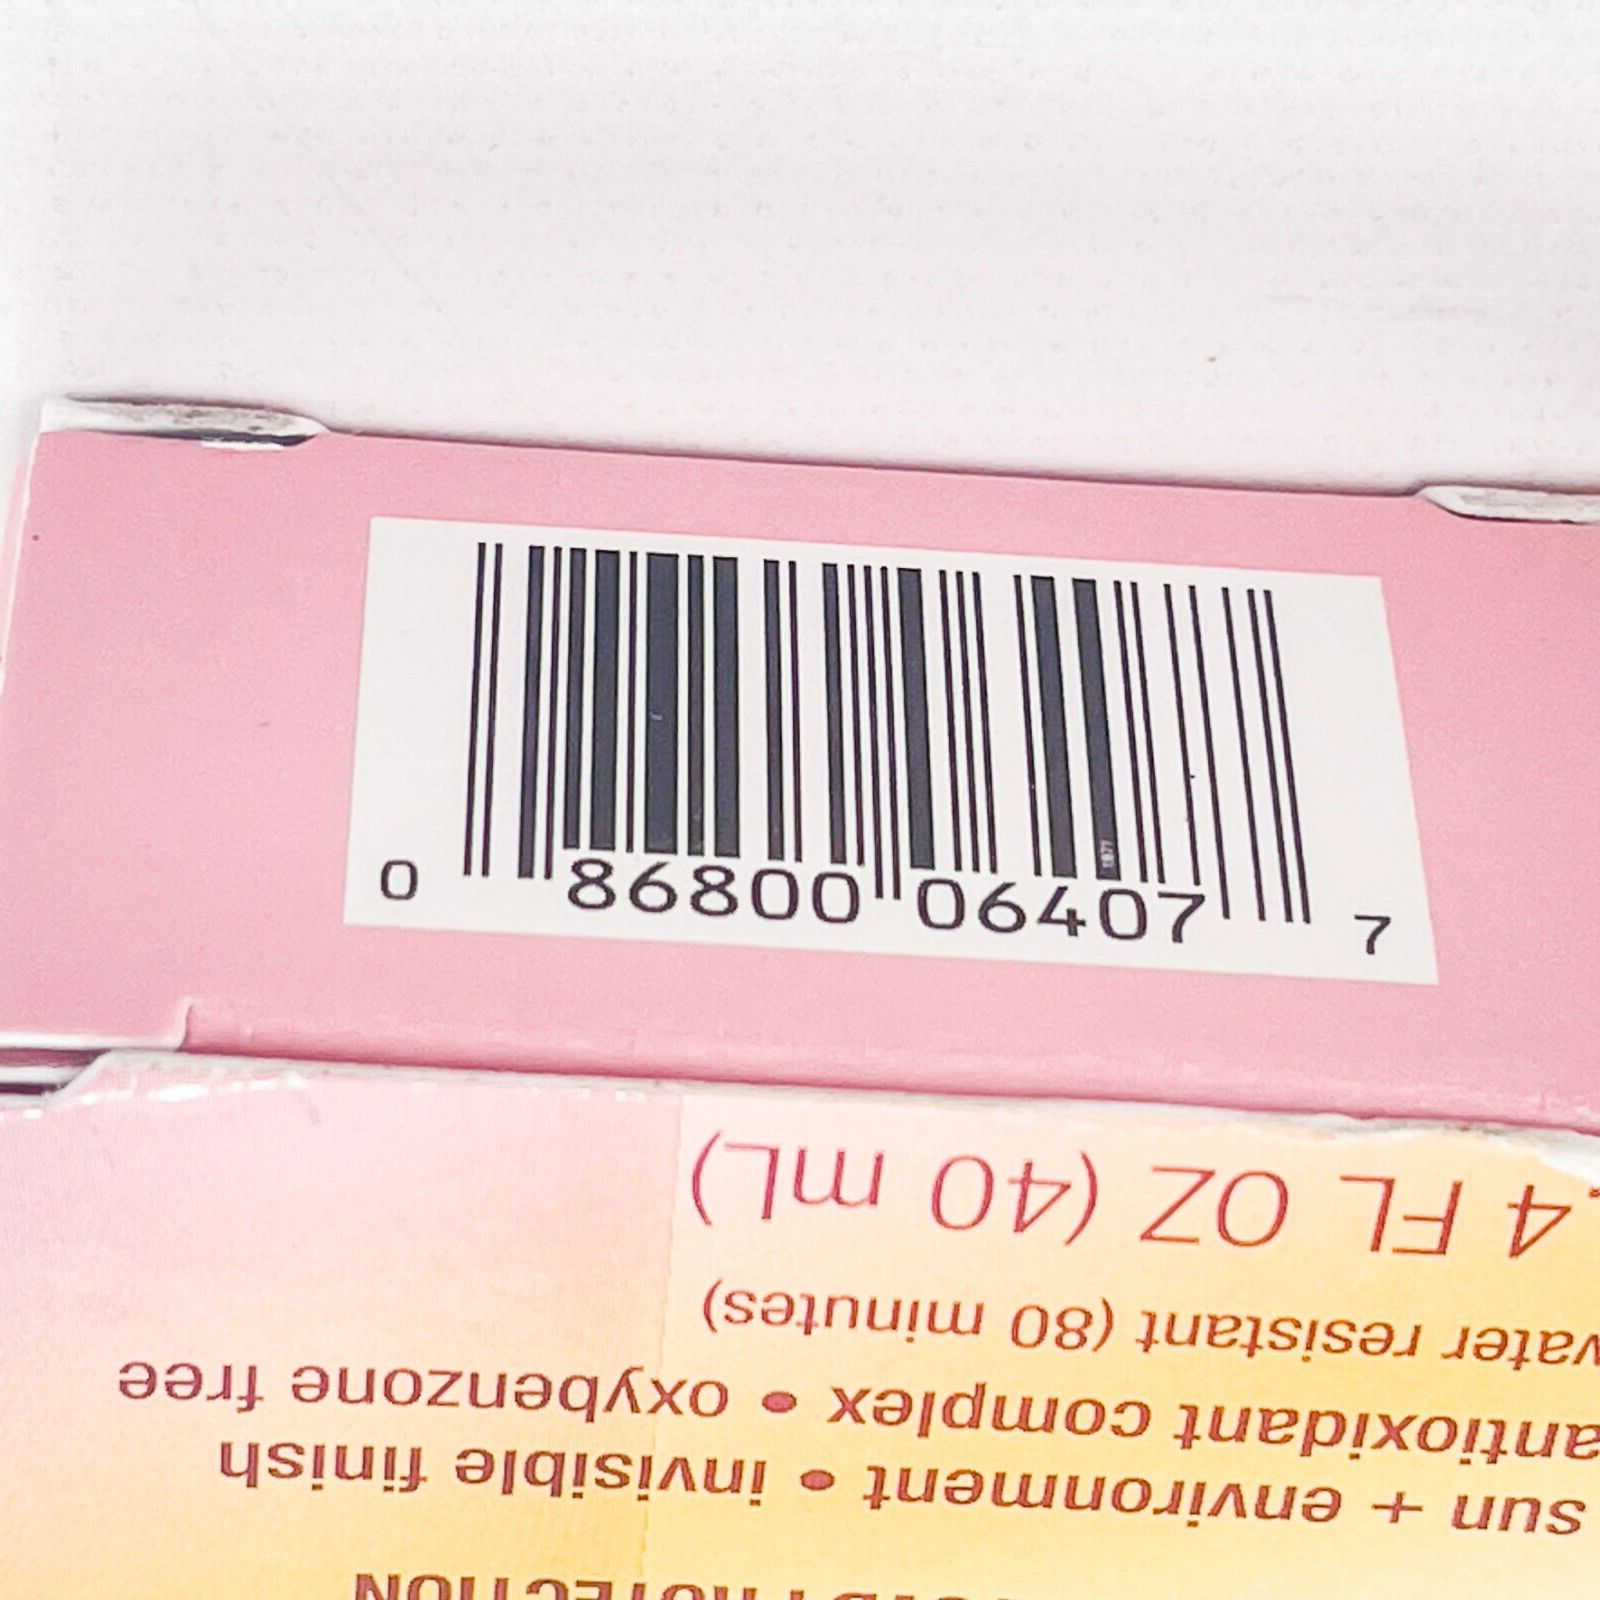 0 86800 06407 7
.4 FL OZ (40 mL)
water resistant (80 minutes)
antioxidant complex • oxybenzone free
sun + environment • invisible finish
PROTECTION